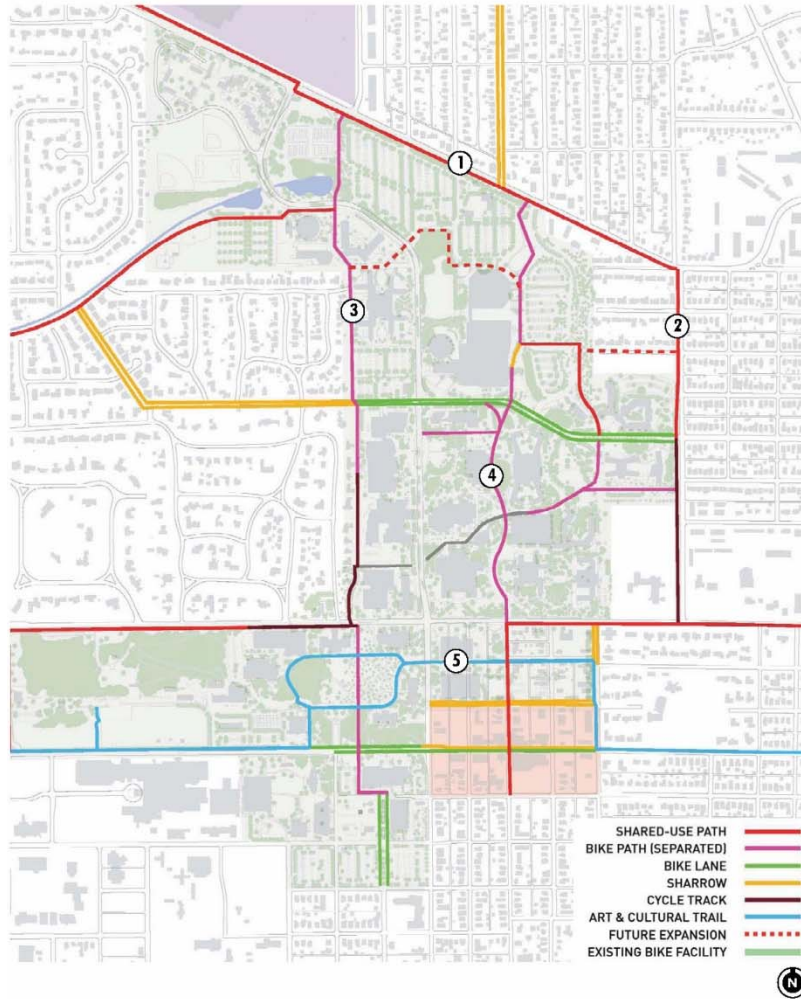 1
2
3
4
5
SHARED-USE PATH
BIKE PATH (SEPARATED)
BIKE LANE
SHARROW
CYCLE TRACK
ART & CULTURAL TRAIL
FUTURE EXPANSION
EXISTING BIKE FACILITY
N